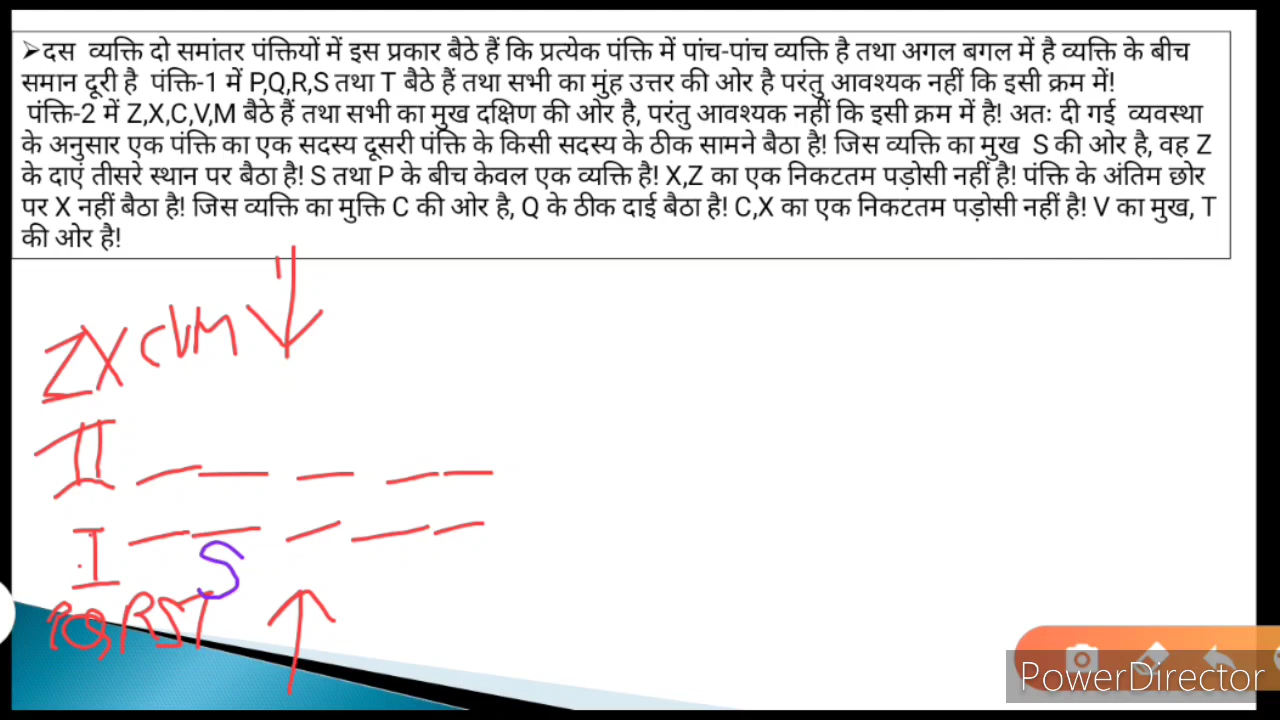 ➢दस व्यक्ति दो समांतर पंक्तियों में इस प्रकार बैठे हैं कि प्रत्येक पंक्ति में पांच-पांच व्यक्ति है तथा अगल बगल में है व्यक्ति के बीच
समान दूरी है पंक्ति-1 में P,Q,R,S तथा T बैठे हैं तथा सभी का मुंह उत्तर की ओर है परंतु आवश्यक नहीं कि इसी क्रम में!
पंक्ति-2 में Z,X,C,V,M बैठे हैं तथा सभी का मुख दक्षिण की ओर है, परंतु आवश्यक नहीं कि इसी क्रम में है! अतः दी गई व्यवस्था
के अनुसार एक पंक्ति का एक सदस्य दूसरी पंक्ति के किसी सदस्य के ठीक सामने बैठा है! जिस व्यक्ति का मुख S की ओर है, वह Z
के दाएं तीसरे स्थान पर बैठा है! S तथा P के बीच केवल एक व्यक्ति है! X,Z का एक निकटतम पड़ोसी नहीं है! पंक्ति के अंतिम छोर
पर X नहीं बैठा है! जिस व्यक्ति का मुक्ति C की ओर है, Q के ठीक दाई बैठा है! C,X का एक निकटतम पड़ोसी नहीं है! V का मुख, T
की ओर है!
ZXCVM
II
I
S
PQRST
PowerDirector